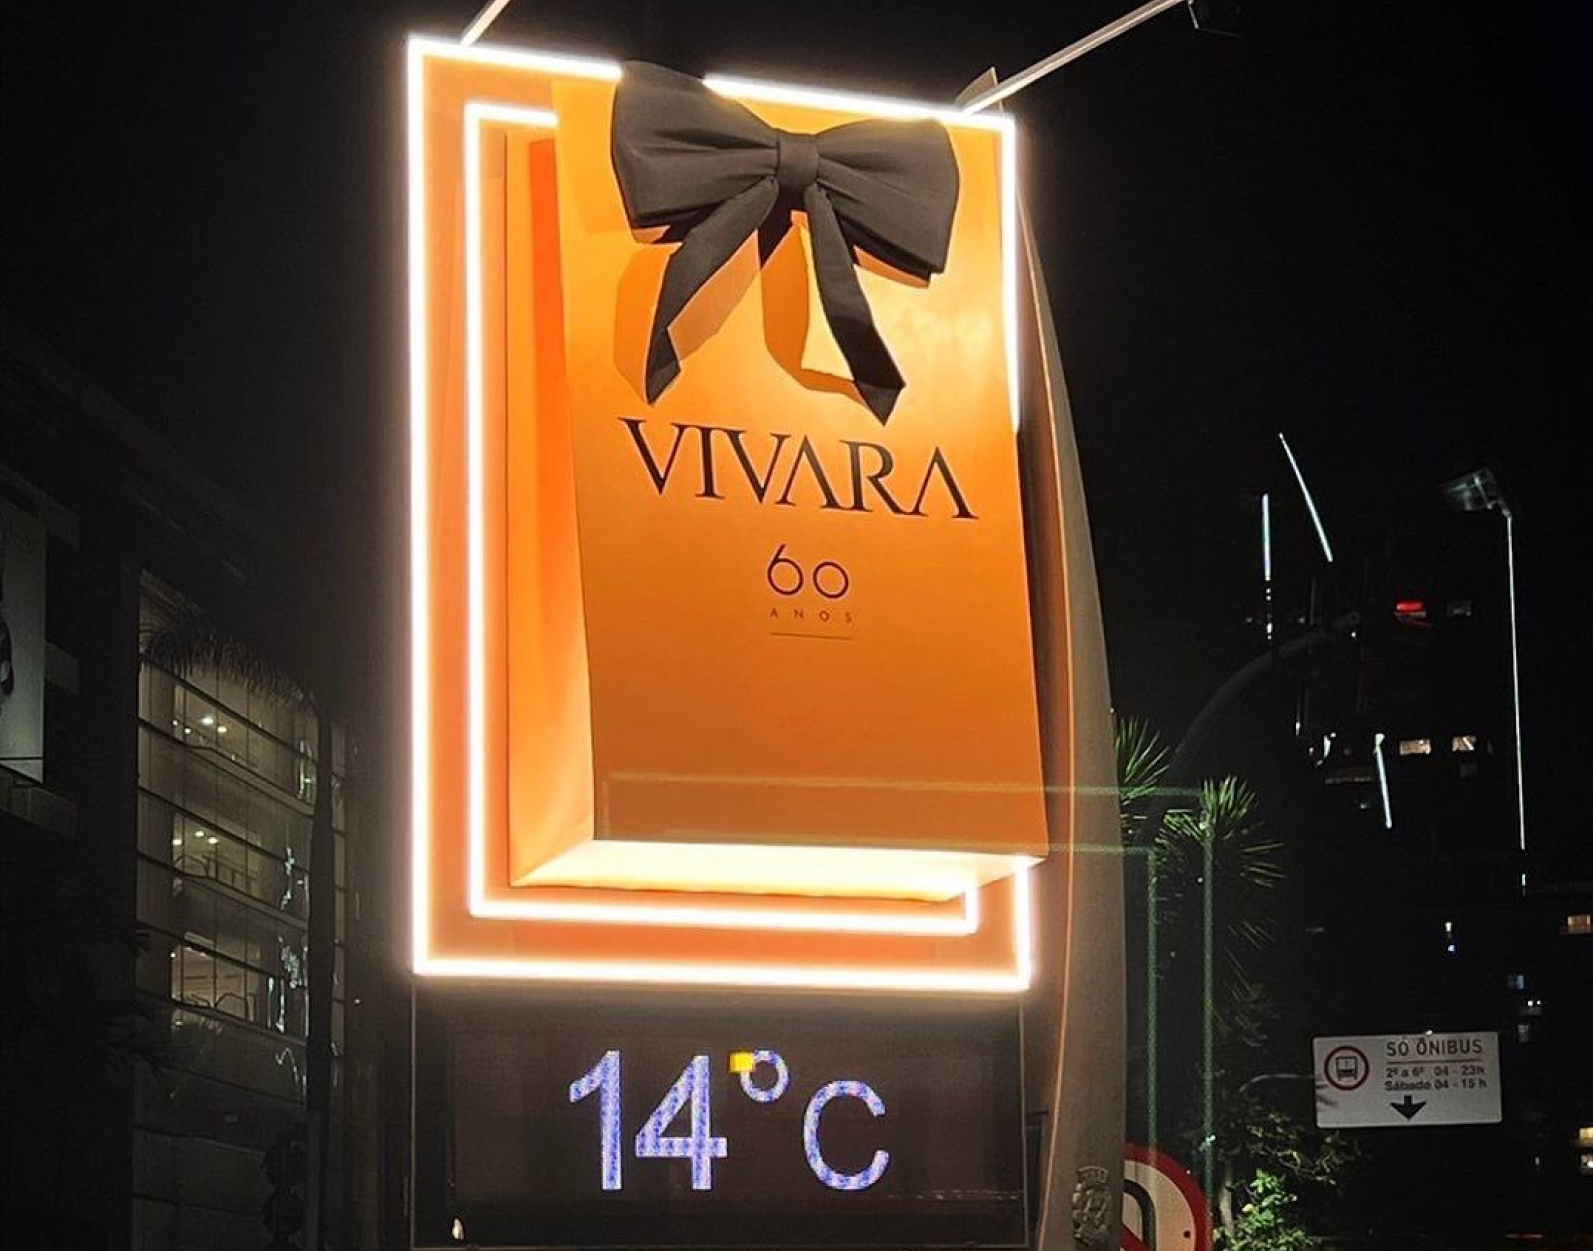 VIVARA
60
ANOS
14°C
SÓ ÔNIBUS
2ª a 6ª 04 - 23h
Sábado 04 - 15 h